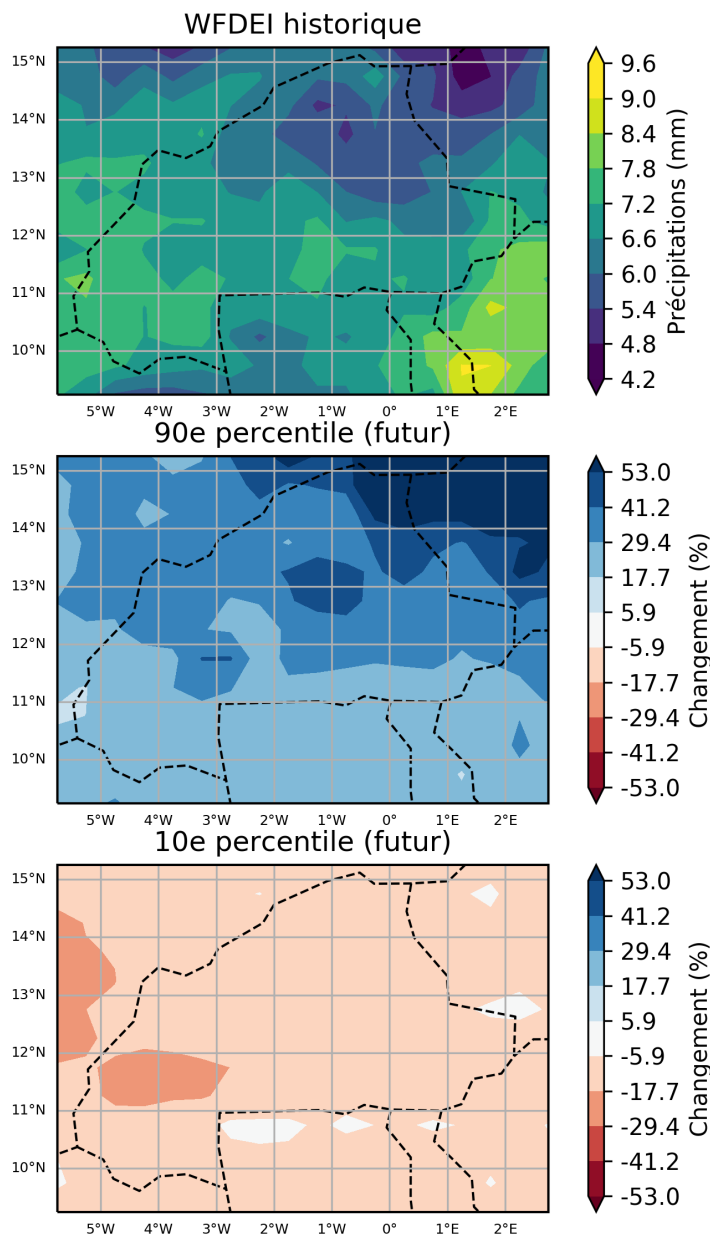 WFDEI historique
15°N
14°N
13°N
12°N
11°N
10°N
5°W 4°W 3°W 2°W 1°W 0° 1°E 2°E
9.6
9.0
8.4
7.8
7.2
6.6
6.0
5.4
4.8
4.2
Précipitations (mm)
90e percentile (futur)
15°N
14°N
13°N
12°N
11°N
10°N
5°W 4°W 3°W 2°W 1°W 0° 1°E 2°E
53.0
41.2
29.4
17.7
5.9
-5.9
-17.7
-29.4
-41.2
-53.0
Changement (%)
10e percentile (futur)
15°N
14°N
13°N
12°N
11°N
10°N
5°W 4°W 3°W 2°W 1°W 0° 1°E 2°E
53.0
41.2
29.4
17.7
5.9
-5.9
-17.7
-29.4
-41.2
-53.0
Changement (%)